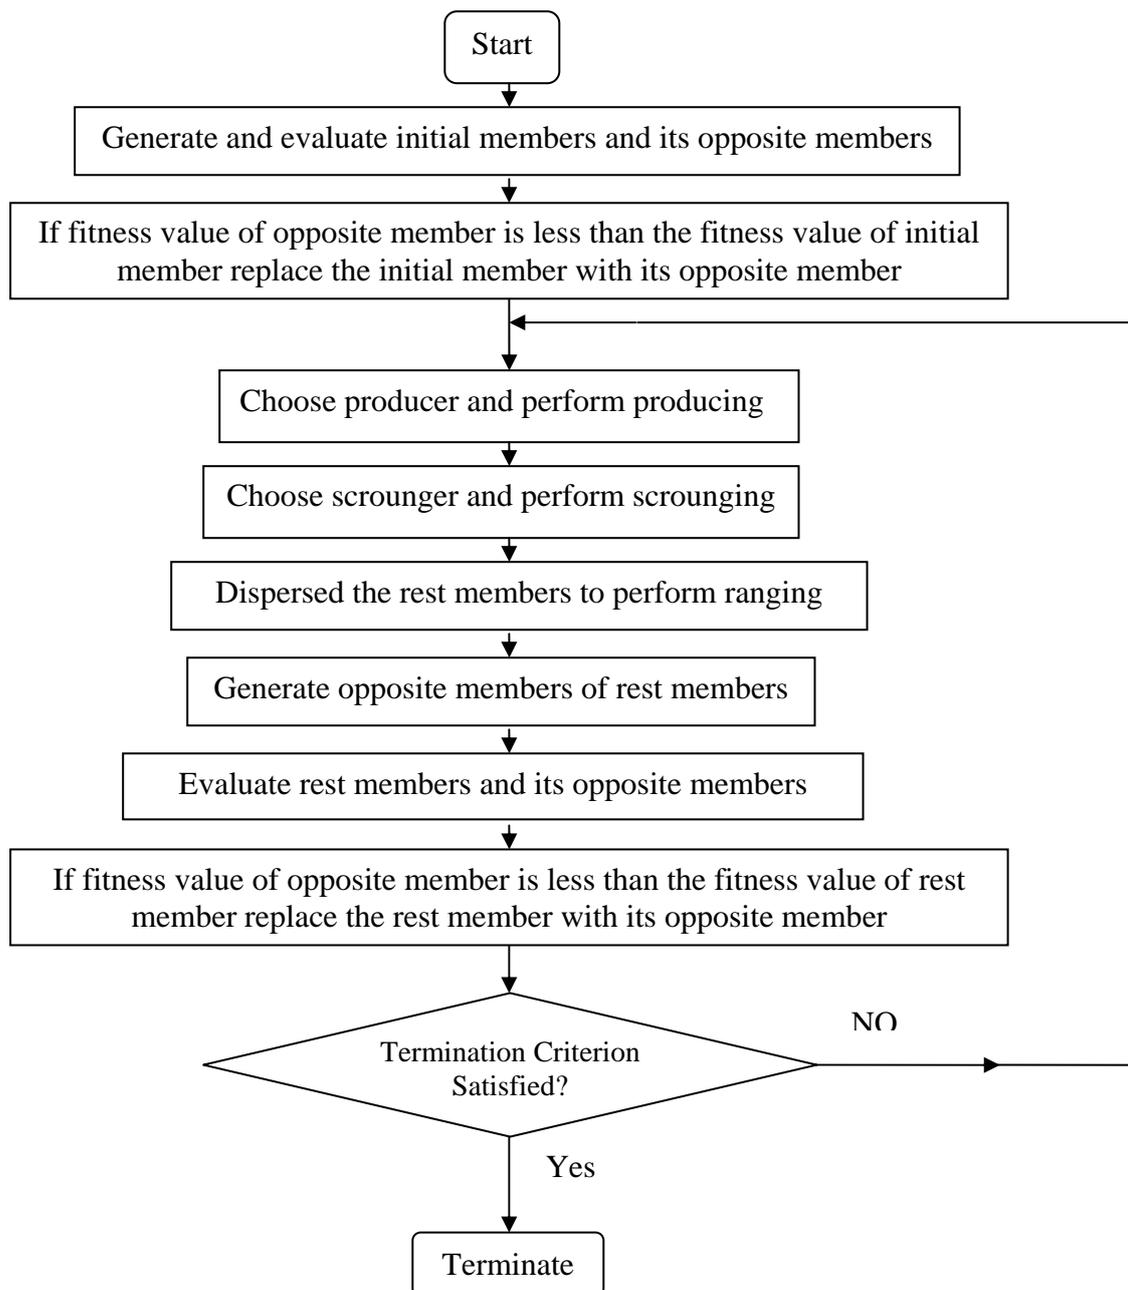 Start
Generate and evaluate initial members and its opposite members
If fitness value of opposite member is less than the fitness value of initial
member replace the initial member with its opposite member
Choose producer and perform producing
Choose scrounger and perform scrounging
Dispersed the rest members to perform ranging
Generate opposite members of rest members
Evaluate rest members and its opposite members
If fitness value of opposite member is less than the fitness value of rest
member replace the rest member with its opposite member
NO
Termination Criterion
Satisfied?
Yes
Terminate